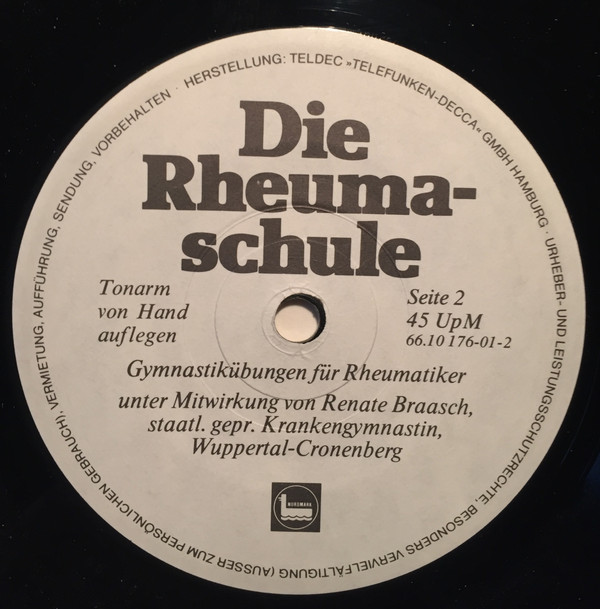 HERSTELLUNG: TELDEC »TELEFUNKEN-DECCA« GMBH HAMBURG · URHEBER- UND LEISTUNGSSCHUTZRECHTE, BESONDERS VERVIELFÄLTIGUNG (AUSSER ZUM PERSÖNLICHEN GEBRAUCH), VERMIETUNG, AUFFÜHRUNG, SENDUNG, VORBEHALTEN ·
Die
Rheuma-
schule
Tonarm
von Hand
auflegen
Seite 2
45 UpM
66.10 176-01-2
Gymnastikübungen für Rheumatiker
unter Mitwirkung von Renate Braasch,
staatl. gepr. Krankengymnastin,
Wuppertal-Cronenberg
NORDMARK